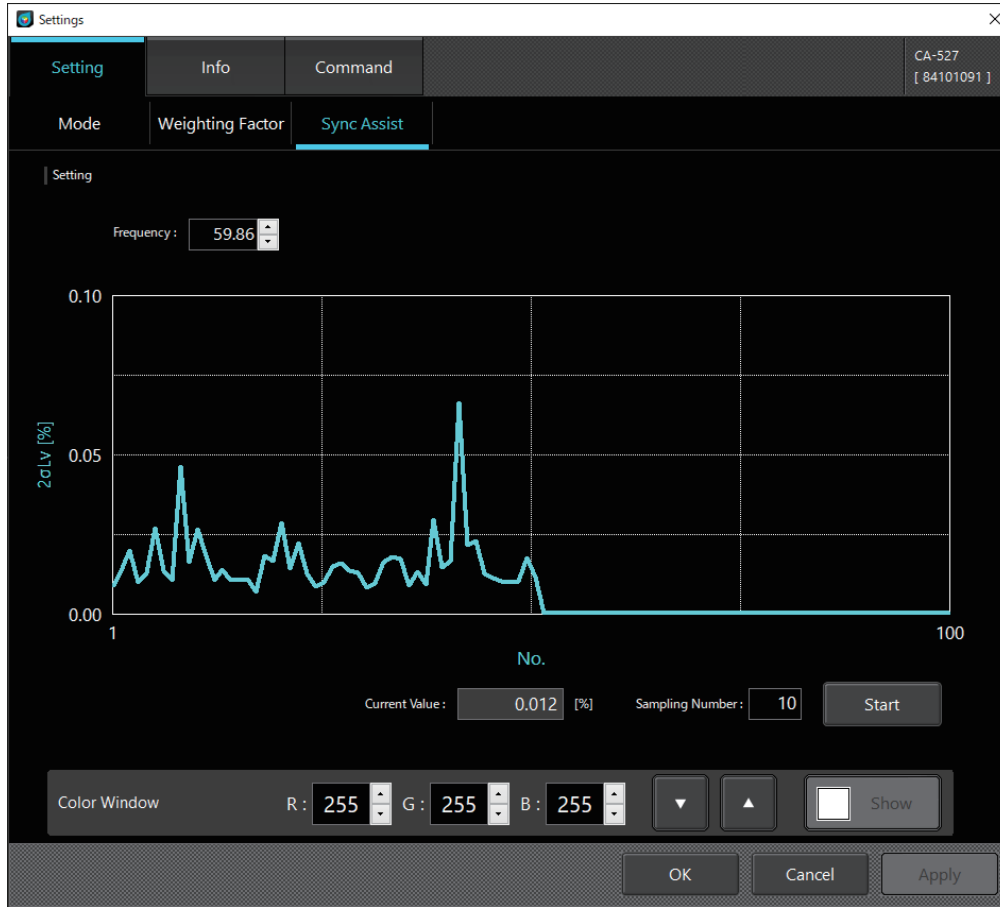 Settings
Setting Info Command
CA-527
[ 84101091 ]
Mode Weighting Factor Sync Assist
Setting
Frequency : 59.86
0.10
0.05
0.00
2σLv [%]
1 100
No.
Current Value : 0.012 [%] Sampling Number : 10 Start
Color Window R : 255 G : 255 B : 255 ▼ ▲ Show
OK Cancel Apply